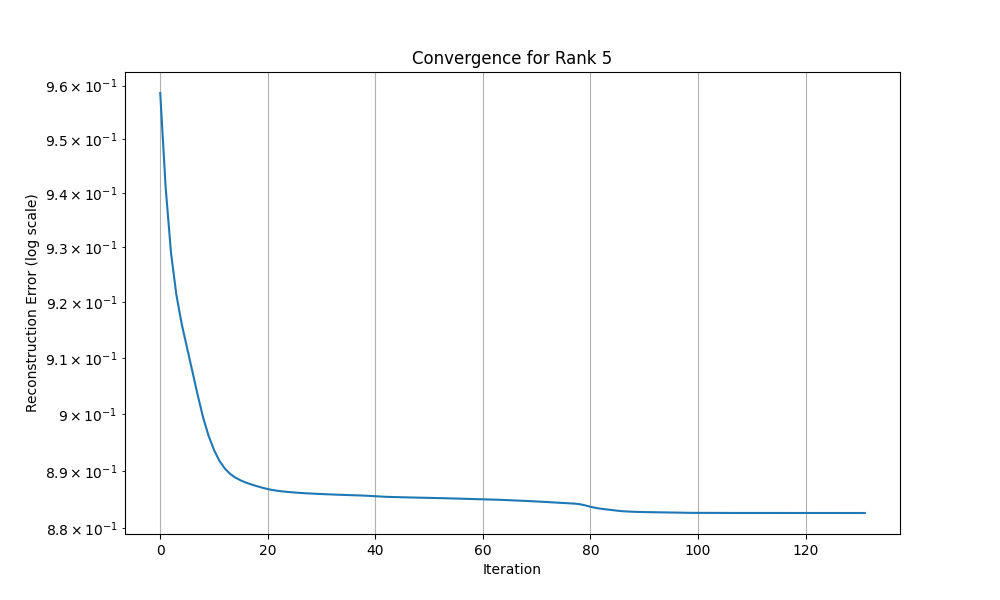 Convergence for Rank 5
Reconstruction Error (log scale)
9.6 × 10⁻¹
9.5 × 10⁻¹
9.4 × 10⁻¹
9.3 × 10⁻¹
9.2 × 10⁻¹
9.1 × 10⁻¹
9 × 10⁻¹
8.9 × 10⁻¹
8.8 × 10⁻¹
0 20 40 60 80 100 120
Iteration